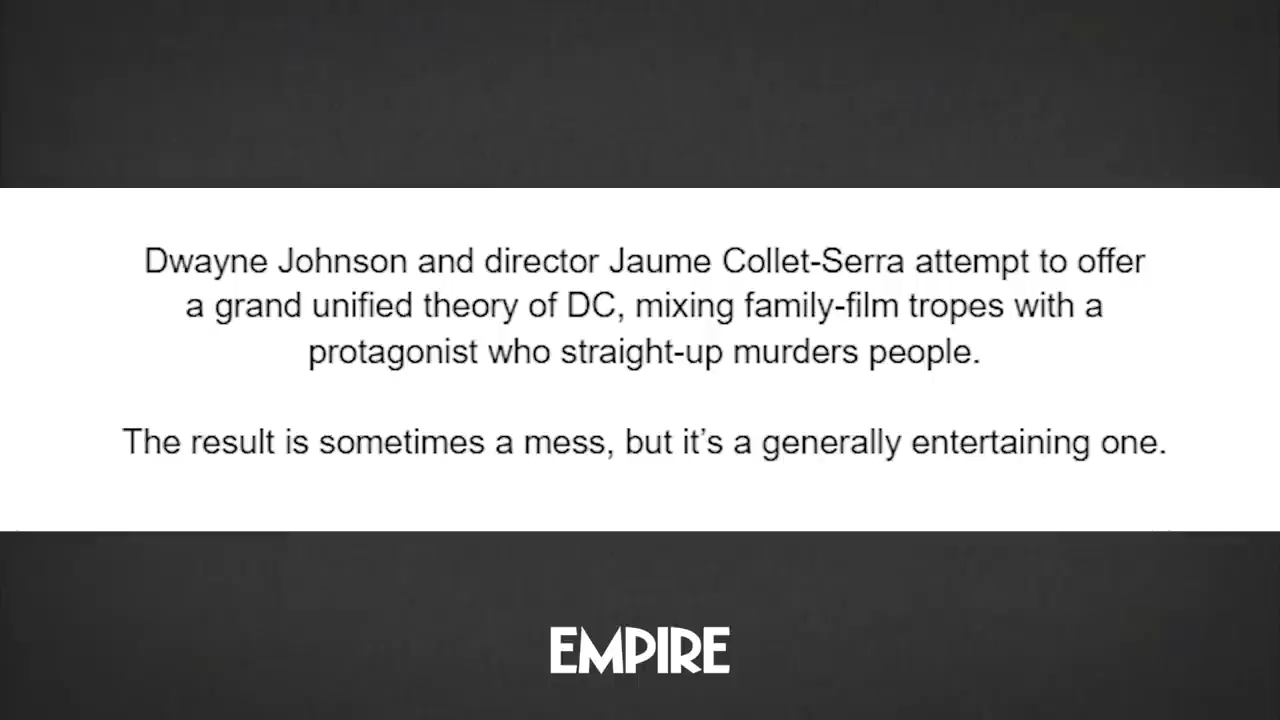 Dwayne Johnson and director Jaume Collet-Serra attempt to offer
a grand unified theory of DC, mixing family-film tropes with a
protagonist who straight-up murders people.
The result is sometimes a mess, but it’s a generally entertaining one.
EMPIRE